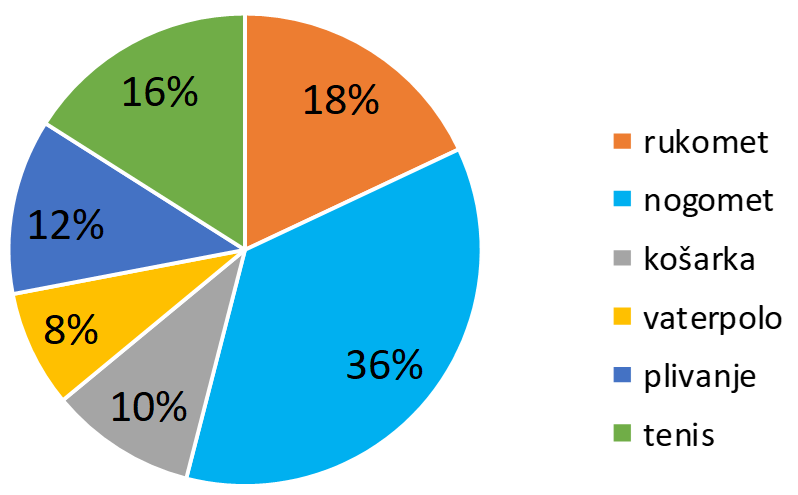 16%
18%
12%
8%
10%
36%
rukomet
nogomet
košarka
vaterpolo
plivanje
tenis